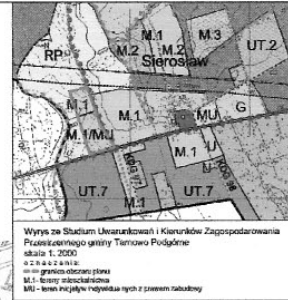 M.1
M.3
RP
M.2
M.2
UT.2
Sierosław
M.1
M.1
MU
G
M.1/MU
M.1
U
UT.7
M.1
UT.7
Wyrys ze Studium Uwarunkowań i Kierunków Zagospodarowania
Przestrzennego gminy Tarnowo Podgórne
skala 1: 2000
oznaczenia:
granica obszaru planu
M.1- tereny mieszkalnictwa
MU - teren inicjatyw indywidualnych z prawem zabudowy